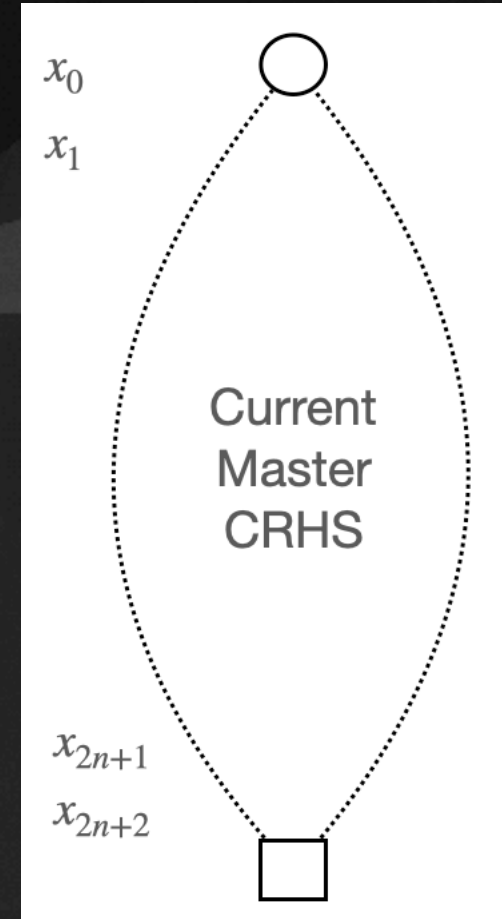 x₀
x₁
Current
Master
CRHS
x₂ₙ₊₁
x₂ₙ₊₂